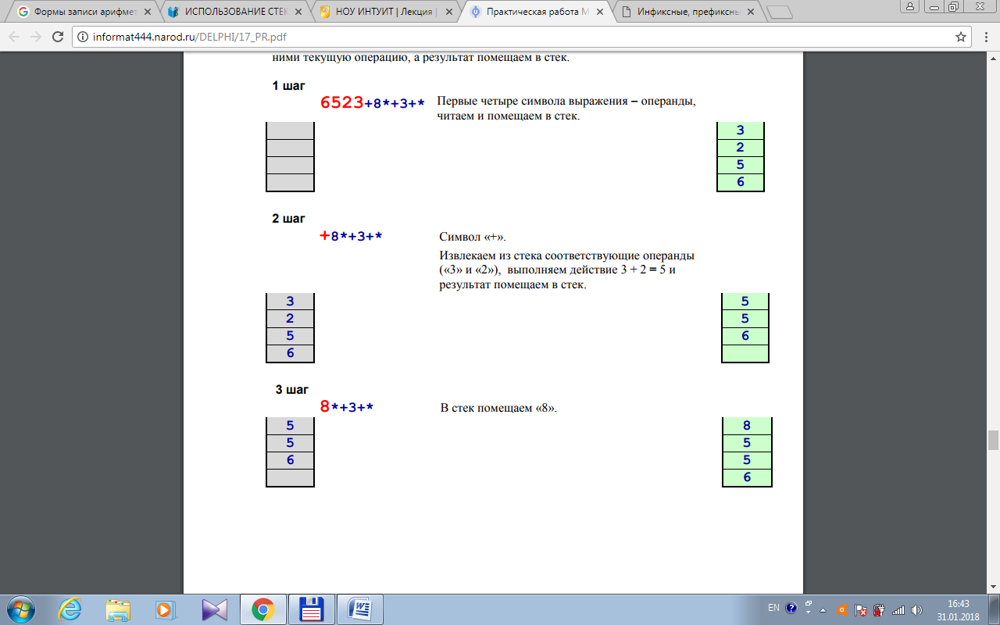 Формы записи арифмет
ИСПОЛЬЗОВАНИЕ СТЕК
НОУ ИНТУИТ | Лекция |
Практическая работа М
Инфиксные, префиксны
informat444.narod.ru/DELPHI/17_PR.pdf
ними текущую операцию, а результат помещаем в стек.
1 шаг
6523+8*+3+*
Первые четыре символа выражения – операнды,
читаем и помещаем в стек.
3
2
5
6
2 шаг
+8*+3+*
Символ «+».
Извлекаем из стека соответствующие операнды
(«3» и «2»), выполняем действие 3 + 2 = 5 и
результат помещаем в стек.
3
2
5
6
5
5
6
3 шаг
8*+3+*
В стек помещаем «8».
5
5
6
8
5
5
6
EN
16:43
31.01.2018